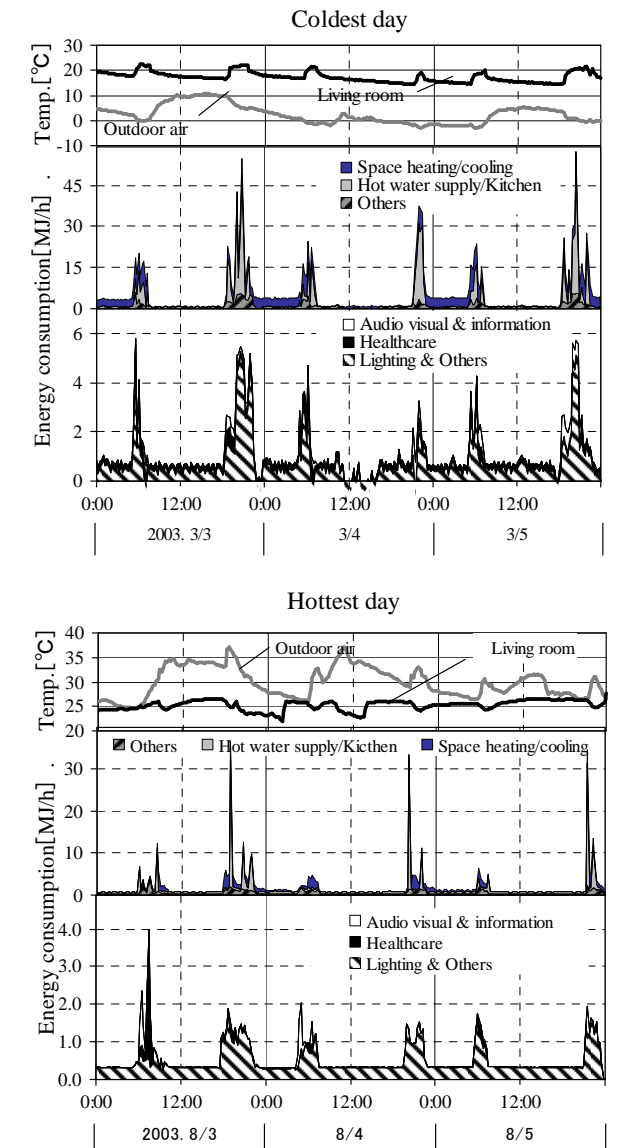 Coldest day
Temp.[℃]
30
20
10
0
-10
Living room
Outdoor air
Energy consumption[MJ/h] .
45
30
15
0
Space heating/cooling
Hot water supply/Kitchen
Others
6
4
2
0
Audio visual & information
Healthcare
Lighting & Others
0:00 12:00 0:00 12:00 0:00 12:00
2003. 3/3 3/4 3/5
Hottest day
Temp.[℃]
40
35
30
25
20
Outdoor air
Living room
Energy consumption[MJ/h] .
Others Hot water supply/Kicthen Space heating/cooling
30
20
10
0
4.0
3.0
2.0
1.0
0.0
Audio visual & information
Healthcare
Lighting & Others
0:00 12:00 0:00 12:00 0:00 12:00
2003. 8/3 8/4 8/5